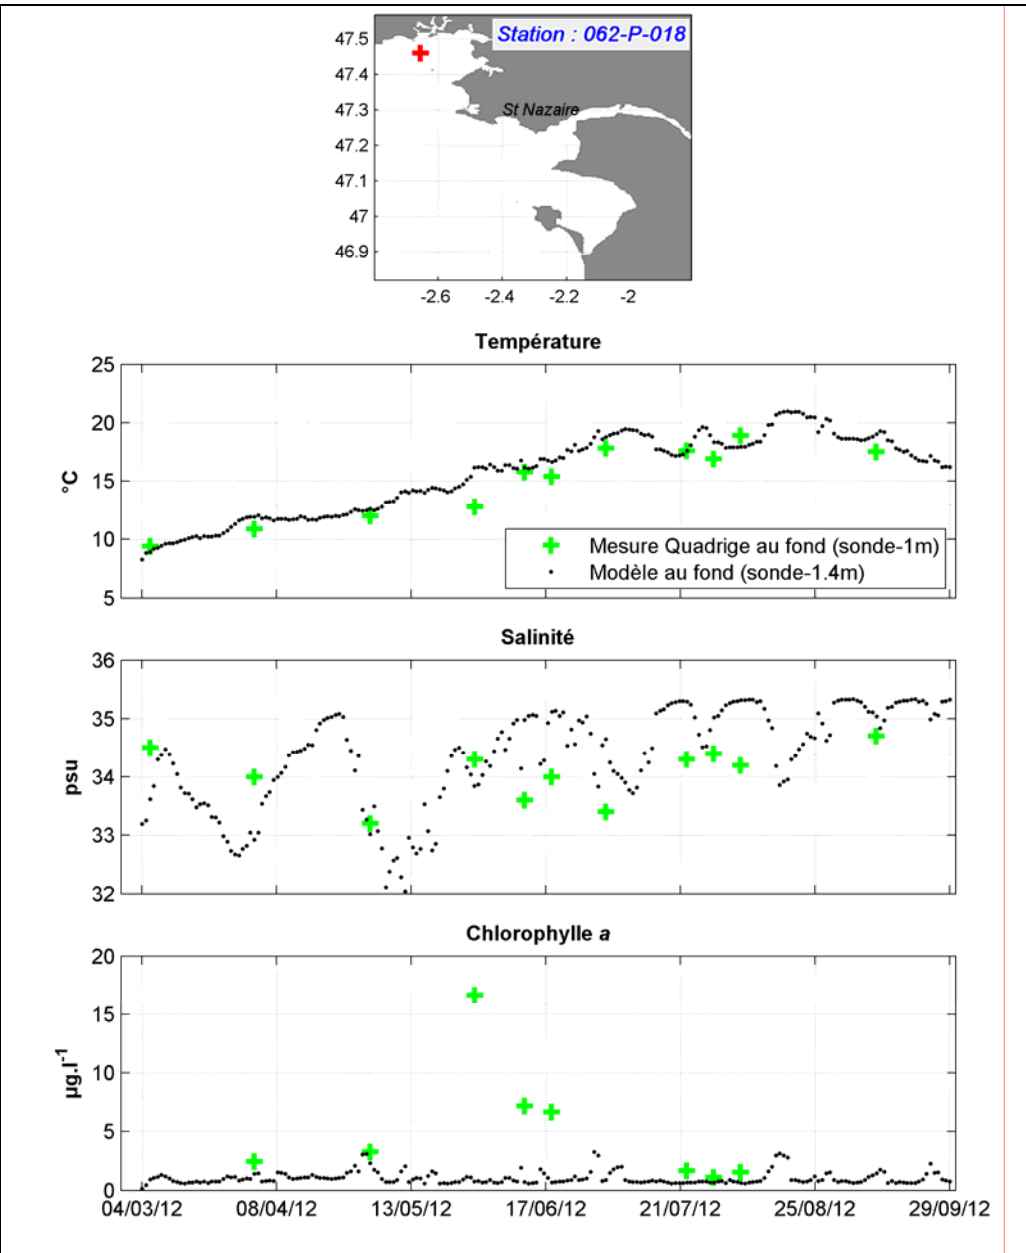 Station : 062-P-018
47.5
47.4
St Nazaire
47.3
47.2
47.1
47
46.9
-2.6 -2.4 -2.2 -2
Température
25
20
15
10
5
°C
Mesure Quadrige au fond (sonde-1m)
Modèle au fond (sonde-1.4m)
Salinité
36
35
34
33
32
psu
Chlorophylle a
20
15
10
5
0
µg.l-1
04/03/12 08/04/12 13/05/12 17/06/12 21/07/12 25/08/12 29/09/12